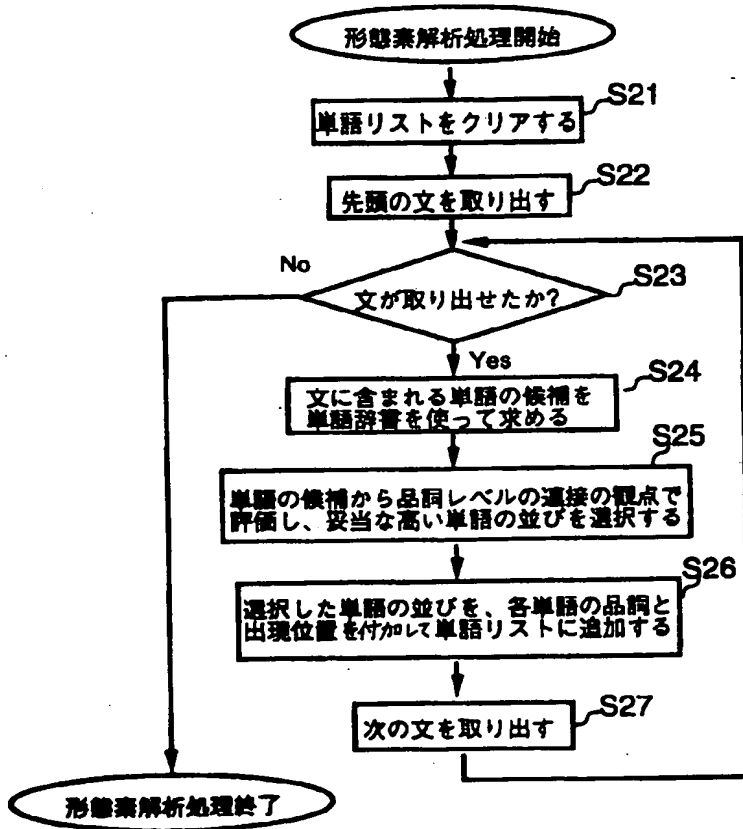 形態素解析処理開始
S21
単語リストをクリアする
S22
先頭の文を取り出す
No
S23
文が取り出せたか?
Yes
S24
文に含まれる単語の候補を
単語辞書を使って求める
S25
単語の候補から品詞レベルの連接の観点で
評価し、妥当な高い単語の並びを選択する
S26
選択した単語の並びを、各単語の品詞と
出現位置を付加して単語リストに追加する
S27
次の文を取り出す
形態素解析処理終了